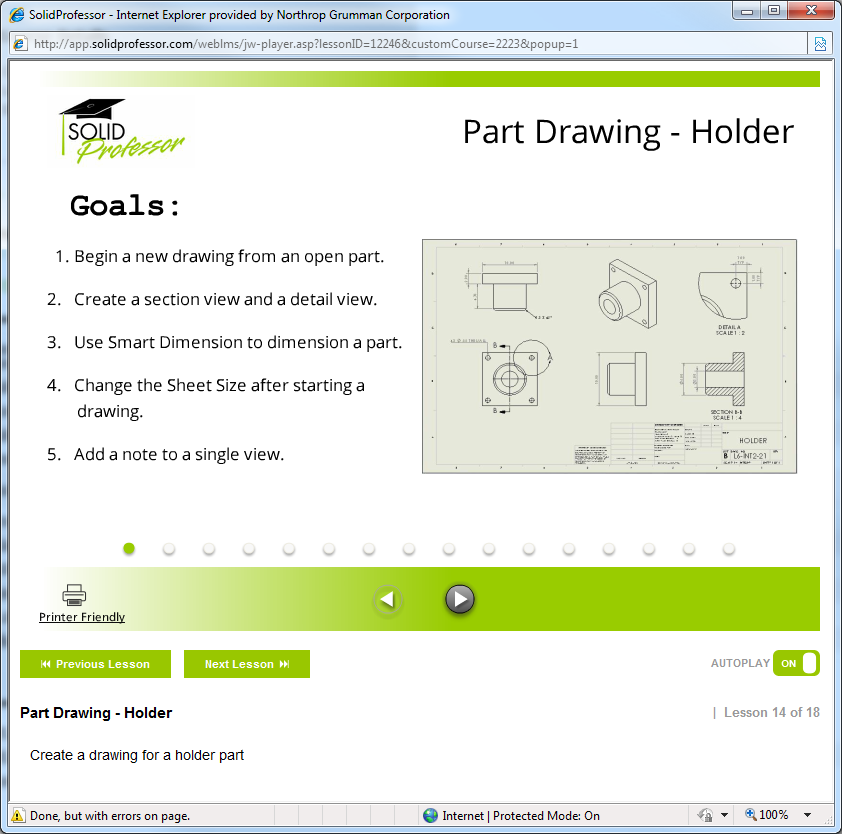 SolidProfessor - Internet Explorer provided by Northrop Grumman Corporation
http://app.solidprofessor.com/weblms/jw-player.asp?lessonID=12246&customCourse=2223&popup=1
SOLID
Professor
Part Drawing - Holder
Goals:
1. Begin a new drawing from an open part.
2. Create a section view and a detail view.
3. Use Smart Dimension to dimension a part.
4. Change the Sheet Size after starting a
drawing.
5. Add a note to a single view.
DETAIL A
SCALE 1 : 2
B
A
B
SECTION B-B
SCALE 1 : 4
HOLDER
B L6-INT2-21
Printer Friendly
Previous Lesson
Next Lesson
AUTOPLAY ON
Part Drawing - Holder
| Lesson 14 of 18
Create a drawing for a holder part
Done, but with errors on page.
Internet | Protected Mode: On
100%